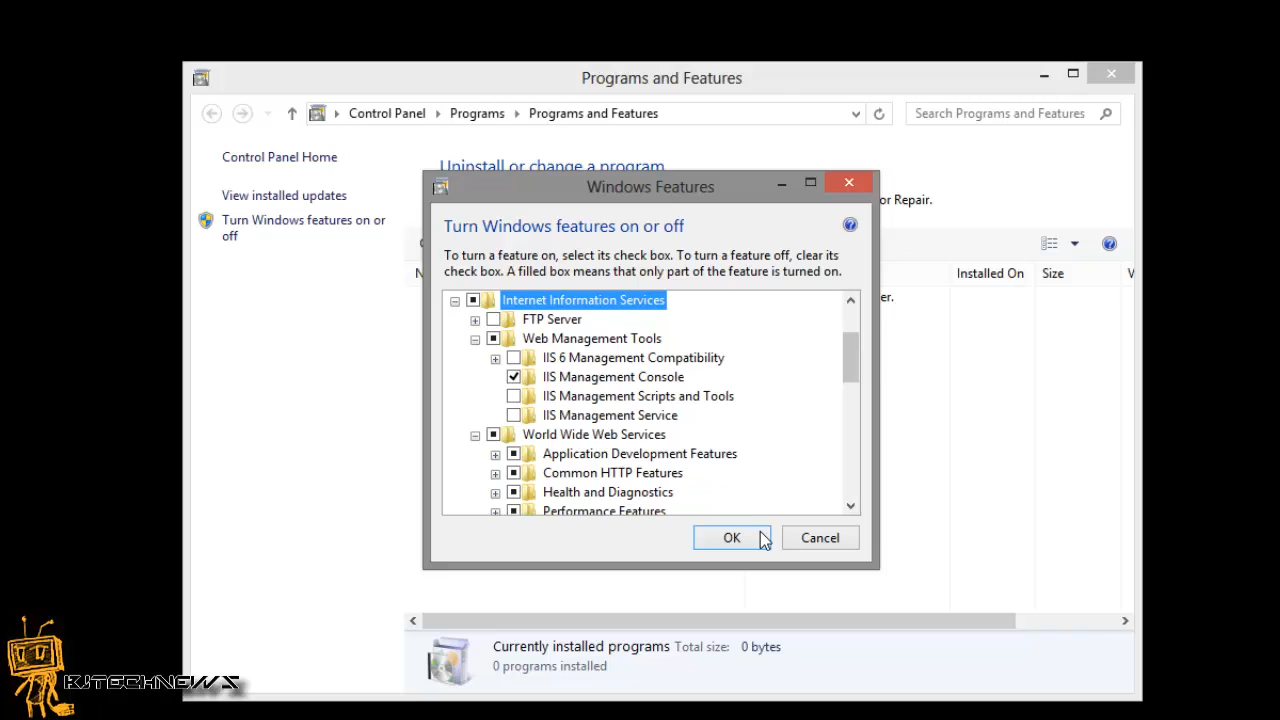 Programs and Features
Control Panel
Programs
Programs and Features
Search Programs and Features
Control Panel Home
View installed updates
Turn Windows features on or
off
Uninstall or change a program
or Repair.
Installed On
Size
er.
Windows Features
Turn Windows features on or off
To turn a feature on, select its check box. To turn a feature off, clear its
check box. A filled box means that only part of the feature is turned on.
Internet Information Services
FTP Server
Web Management Tools
IIS 6 Management Compatibility
IIS Management Console
IIS Management Scripts and Tools
IIS Management Service
World Wide Web Services
Application Development Features
Common HTTP Features
Health and Diagnostics
Performance Features
OK
Cancel
Currently installed programs Total size: 0 bytes
0 programs installed
BJTECHNEWS